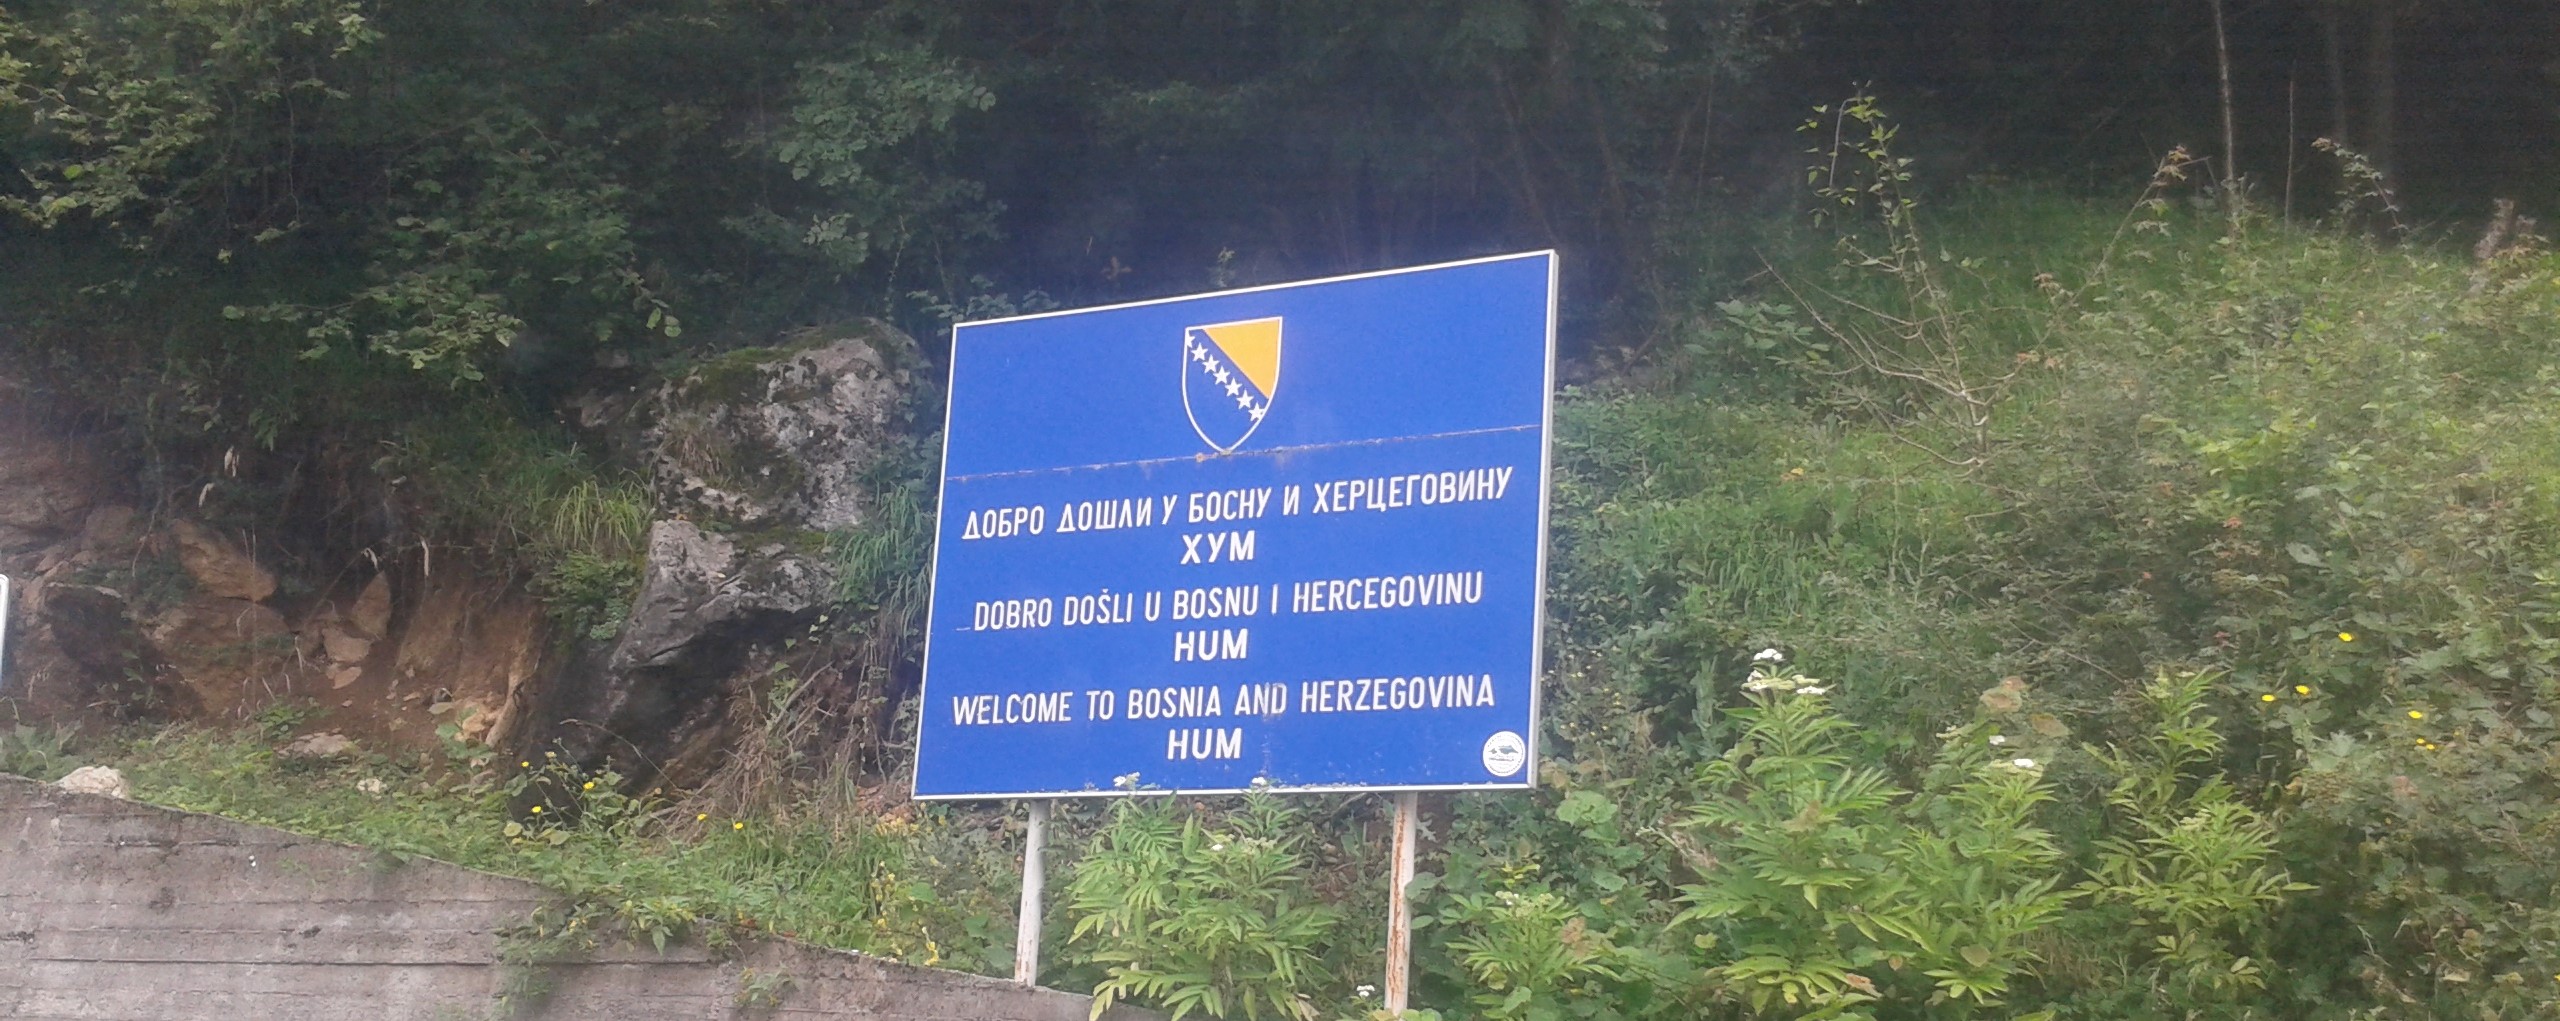 ДОБРО ДОШЛИ У БОСНУ И ХЕРЦЕГОВИНУ
ХУМ
DOBRO DOŠLI U BOSNU I HERCEGOVINU
HUM
WELCOME TO BOSNIA AND HERZEGOVINA
HUM